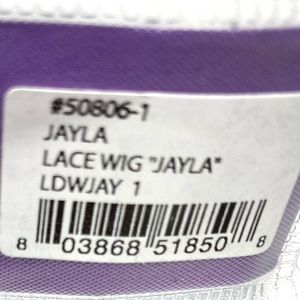 #50806-1
JAYLA
LACE WIG "JAYLA"
LDWJAY 1
8 03868 51850 8